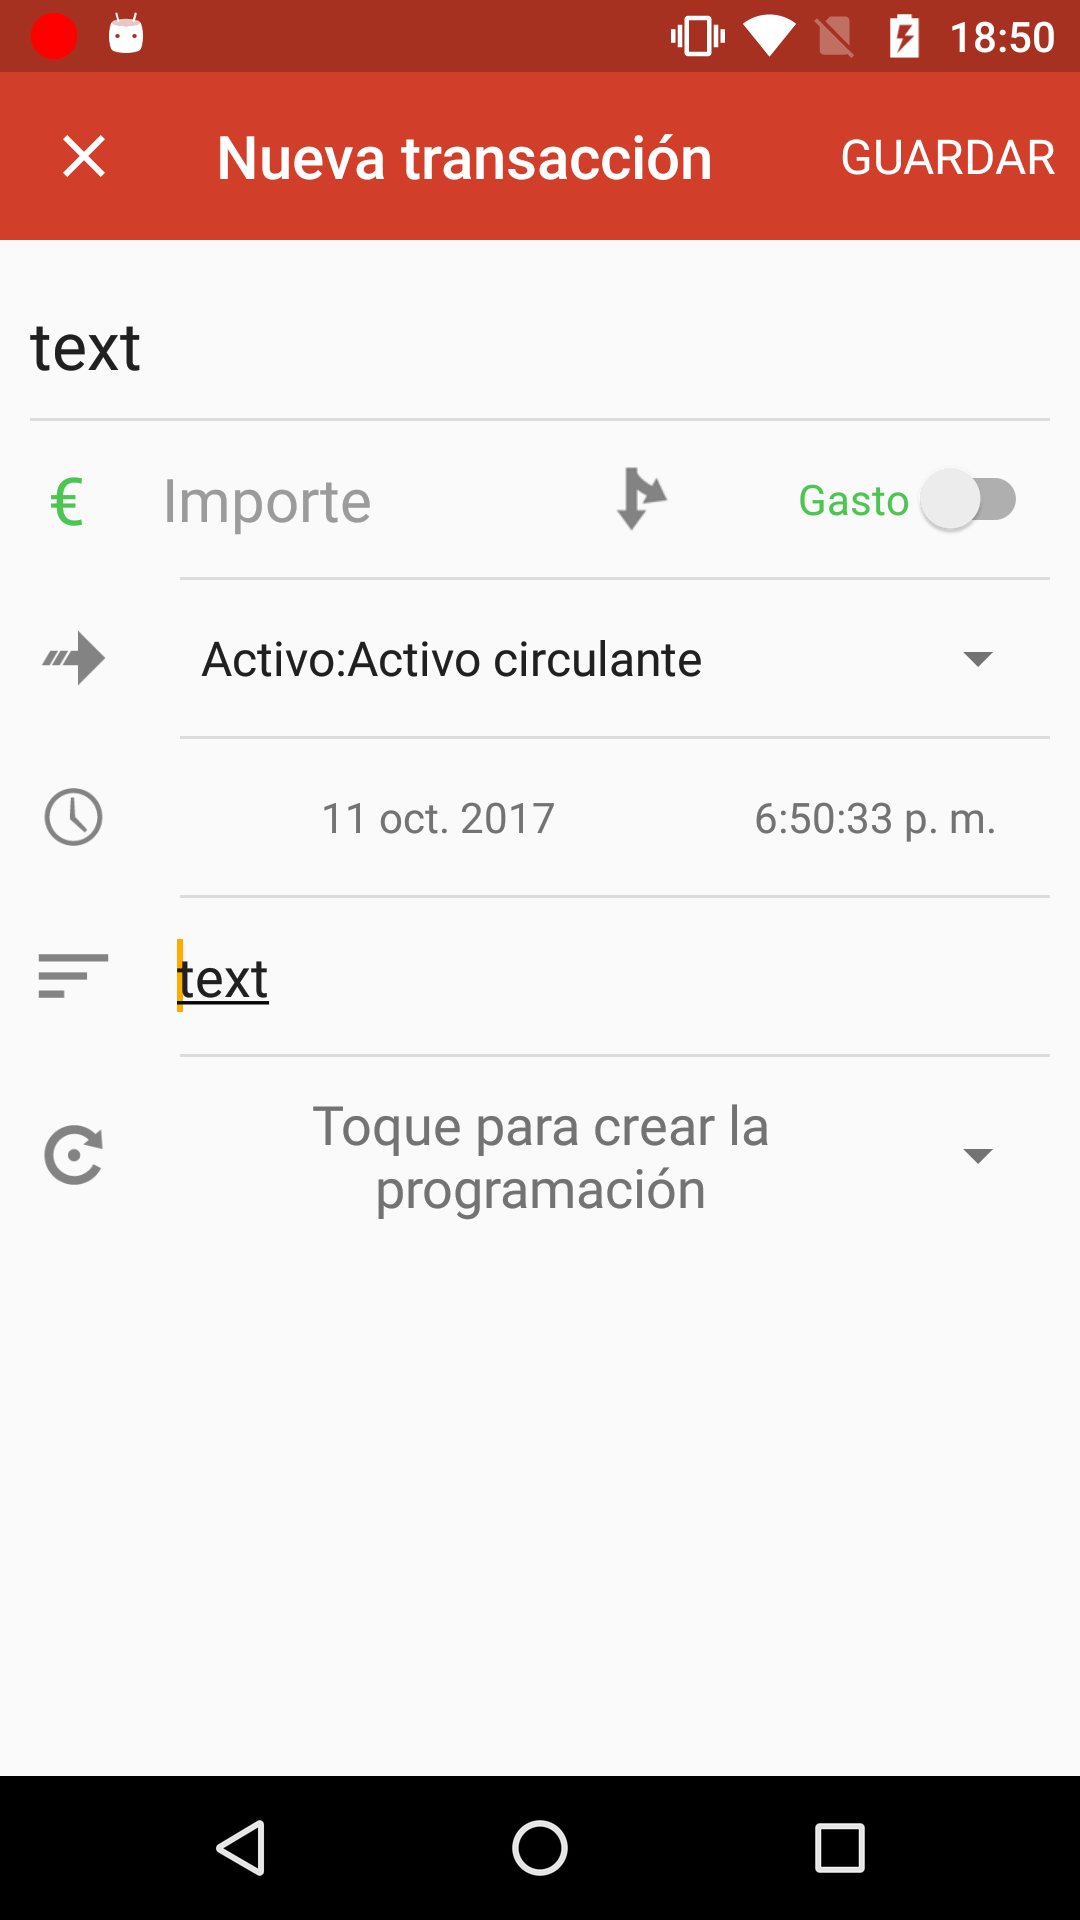 18:50
Nueva transacción
GUARDAR
text
€ Importe Gasto
Activo:Activo circulante
11 oct. 2017 6:50:33 p. m.
text
Toque para crear la
programación